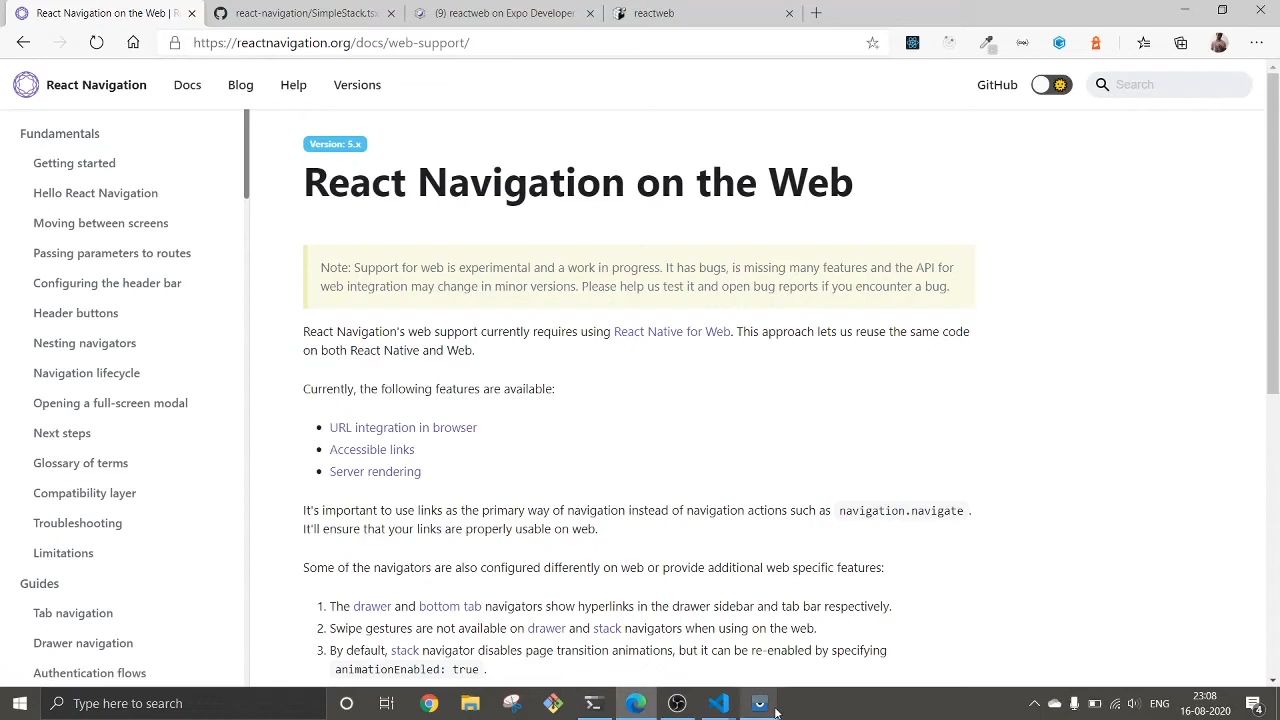 React Navigation on the Web | R
react-navigation/SimpleStack.ts
(9) reactweb on Expo Developer
reactweb
https://reactnavigation.org/docs/web-support/
React Navigation
Docs
Blog
Help
Versions
GitHub
Search
Fundamentals
Getting started
Hello React Navigation
Moving between screens
Passing parameters to routes
Configuring the header bar
Header buttons
Nesting navigators
Navigation lifecycle
Opening a full-screen modal
Next steps
Glossary of terms
Compatibility layer
Troubleshooting
Limitations
Guides
Tab navigation
Drawer navigation
Authentication flows
Version: 5.x
React Navigation on the Web
Note: Support for web is experimental and a work in progress. It has bugs, is missing many features and the API for
web integration may change in minor versions. Please help us test it and open bug reports if you encounter a bug.
React Navigation's web support currently requires using React Native for Web. This approach lets us reuse the same code
on both React Native and Web.
Currently, the following features are available:
• URL integration in browser
• Accessible links
• Server rendering
It's important to use links as the primary way of navigation instead of navigation actions such as navigation.navigate .
It'll ensure that your links are properly usable on web.
Some of the navigators are also configured differently on web or provide additional web specific features:
1. The drawer and bottom tab navigators show hyperlinks in the drawer sidebar and tab bar respectively.
2. Swipe gestures are not available on drawer and stack navigators when using on the web.
3. By default, stack navigator disables page transition animations, but it can be re-enabled by specifying
animationEnabled: true .
Type here to search
ENG
23:08
16-08-2020
4